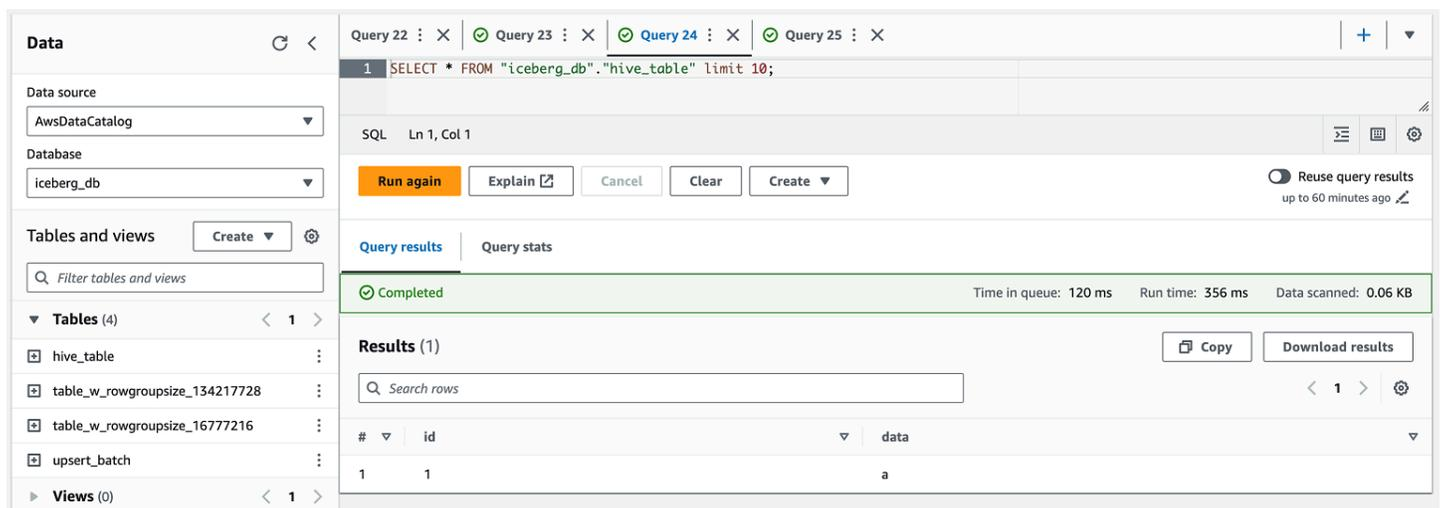 Data
Data source
AwsDataCatalog
Database
iceberg_db
Tables and views
Create
Filter tables and views
Tables (4)
1
hive_table
table_w_rowgroupsize_134217728
table_w_rowgroupsize_16777216
upsert_batch
Views (0)
1
Query 22
Query 23
Query 24
Query 25
1 SELECT * FROM "iceberg_db"."hive_table" limit 10;
SQL Ln 1, Col 1
Run again Explain Cancel Clear Create
Reuse query results
up to 60 minutes ago
Query results Query stats
Completed Time in queue: 120 ms Run time: 356 ms Data scanned: 0.06 KB
Results (1) Copy Download results
Search rows 1
# id data
1 1 a